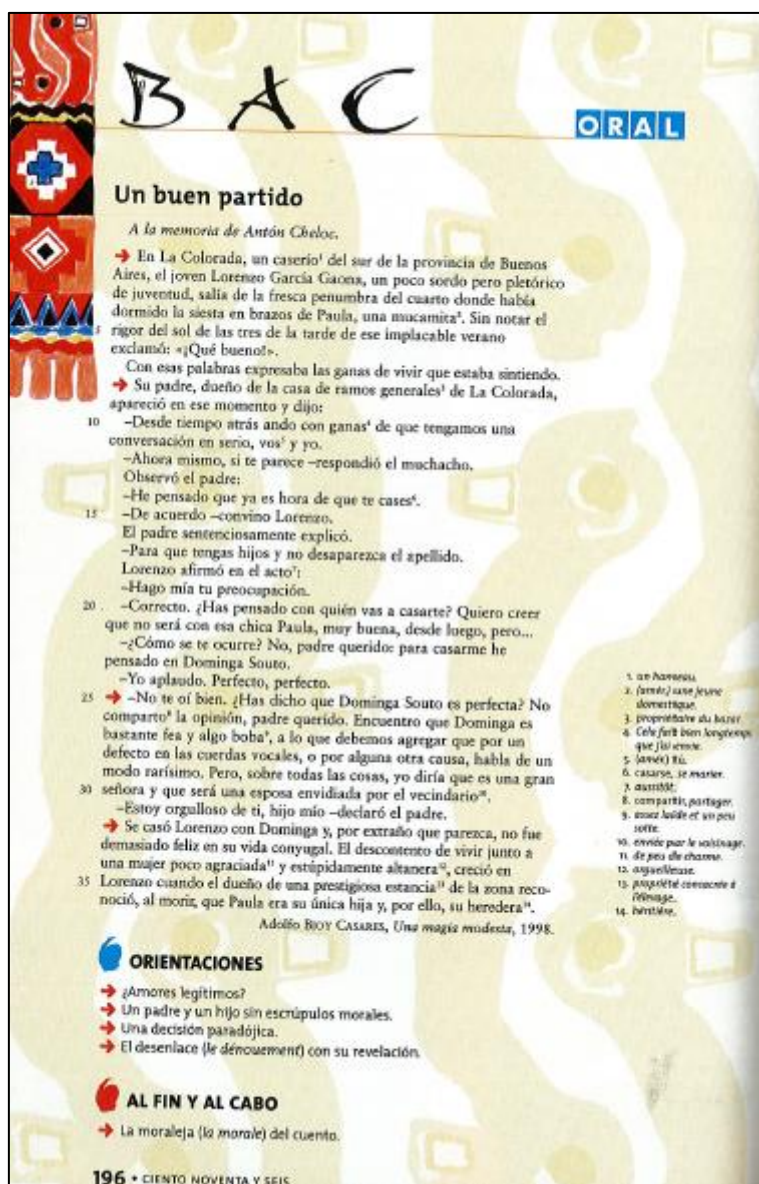 BAC
ORAL
Un buen partido
A la memoria de Antón Cheloc.
➔ En La Colorada, un caserío¹ del sur de la provincia de Buenos
Aires, el joven Lorenzo García Gaona, un poco sordo pero pletórico
de juventud, salía de la fresca penumbra del cuarto donde había
dormido la siesta en brazos de Paula, una mucamita². Sin notar el
5 rigor del sol de las tres de la tarde de ese implacable verano
exclamó: «¡Qué bueno!».
Con esas palabras expresaba las ganas de vivir que estaba sintiendo.
➔ Su padre, dueño de la casa de ramos generales³ de La Colorada,
apareció en ese momento y dijo:
10 –Desde tiempo atrás ando con ganas⁴ de que tengamos una
conversación en serio, vos⁵ y yo.
–Ahora mismo, si te parece –respondió el muchacho.
Observó el padre:
–He pensado que ya es hora de que te cases⁶.
15 –De acuerdo –convino Lorenzo.
El padre sentenciosamente explicó.
–Para que tengas hijos y no desaparezca el apellido.
Lorenzo afirmó en el acto⁷:
–Hago mía tu preocupación.
20 –Correcto. ¿Has pensado con quién vas a casarte? Quiero creer
que no será con esa chica Paula, muy buena, desde luego, pero...
–¿Cómo se te ocurre? No, padre querido: para casarme he
pensado en Dominga Souto.
–Yo aplaudo. Perfecto, perfecto.
25 ➔ –No te oí bien. ¿Has dicho que Dominga Souto es perfecta? No
comparto⁸ la opinión, padre querido. Encuentro que Dominga es
bastante fea y algo boba⁹, a lo que debemos agregar que por un
defecto en las cuerdas vocales, o por alguna otra causa, habla de un
modo rarísimo. Pero, sobre todas las cosas, yo diría que es una gran
30 señora y que será una esposa envidiada por el vecindario¹⁰.
–Estoy orgulloso de ti, hijo mío –declaró el padre.
➔ Se casó Lorenzo con Dominga y, por extraño que parezca, no fue
demasiado feliz en su vida conyugal. El descontento de vivir junto a
una mujer poco agraciada¹¹ y estúpidamente altanera¹², creció en
35 Lorenzo cuando el dueño de una prestigiosa estancia¹³ de la zona reco-
noció, al morir, que Paula era su única hija y, por ello, su heredera¹⁴.
Adolfo BIOY CASARES, Una magia modesta, 1998.
1. un hameau.
2. (amér.) une jeune
domestique.
3. propriétaire du bazar.
4. Cela fait bien longtemps
que j'ai envie.
5. (amér.) tú.
6. casarse, se marier.
7. aussitôt.
8. compartir, partager.
9. assez laide et un peu
sotte.
10. enviée par le voisinage.
11. de peu de charme.
12. orgueilleuse.
13. propriété consacrée à
l'élevage.
14. héritière.
ORIENTACIONES
➔ ¿Amores legítimos?
➔ Un padre y un hijo sin escrúpulos morales.
➔ Una decisión paradójica.
➔ El desenlace (le dénouement) con su revelación.
AL FIN Y AL CABO
➔ La moraleja (la morale) del cuento.
196 • CIENTO NOVENTA Y SEIS